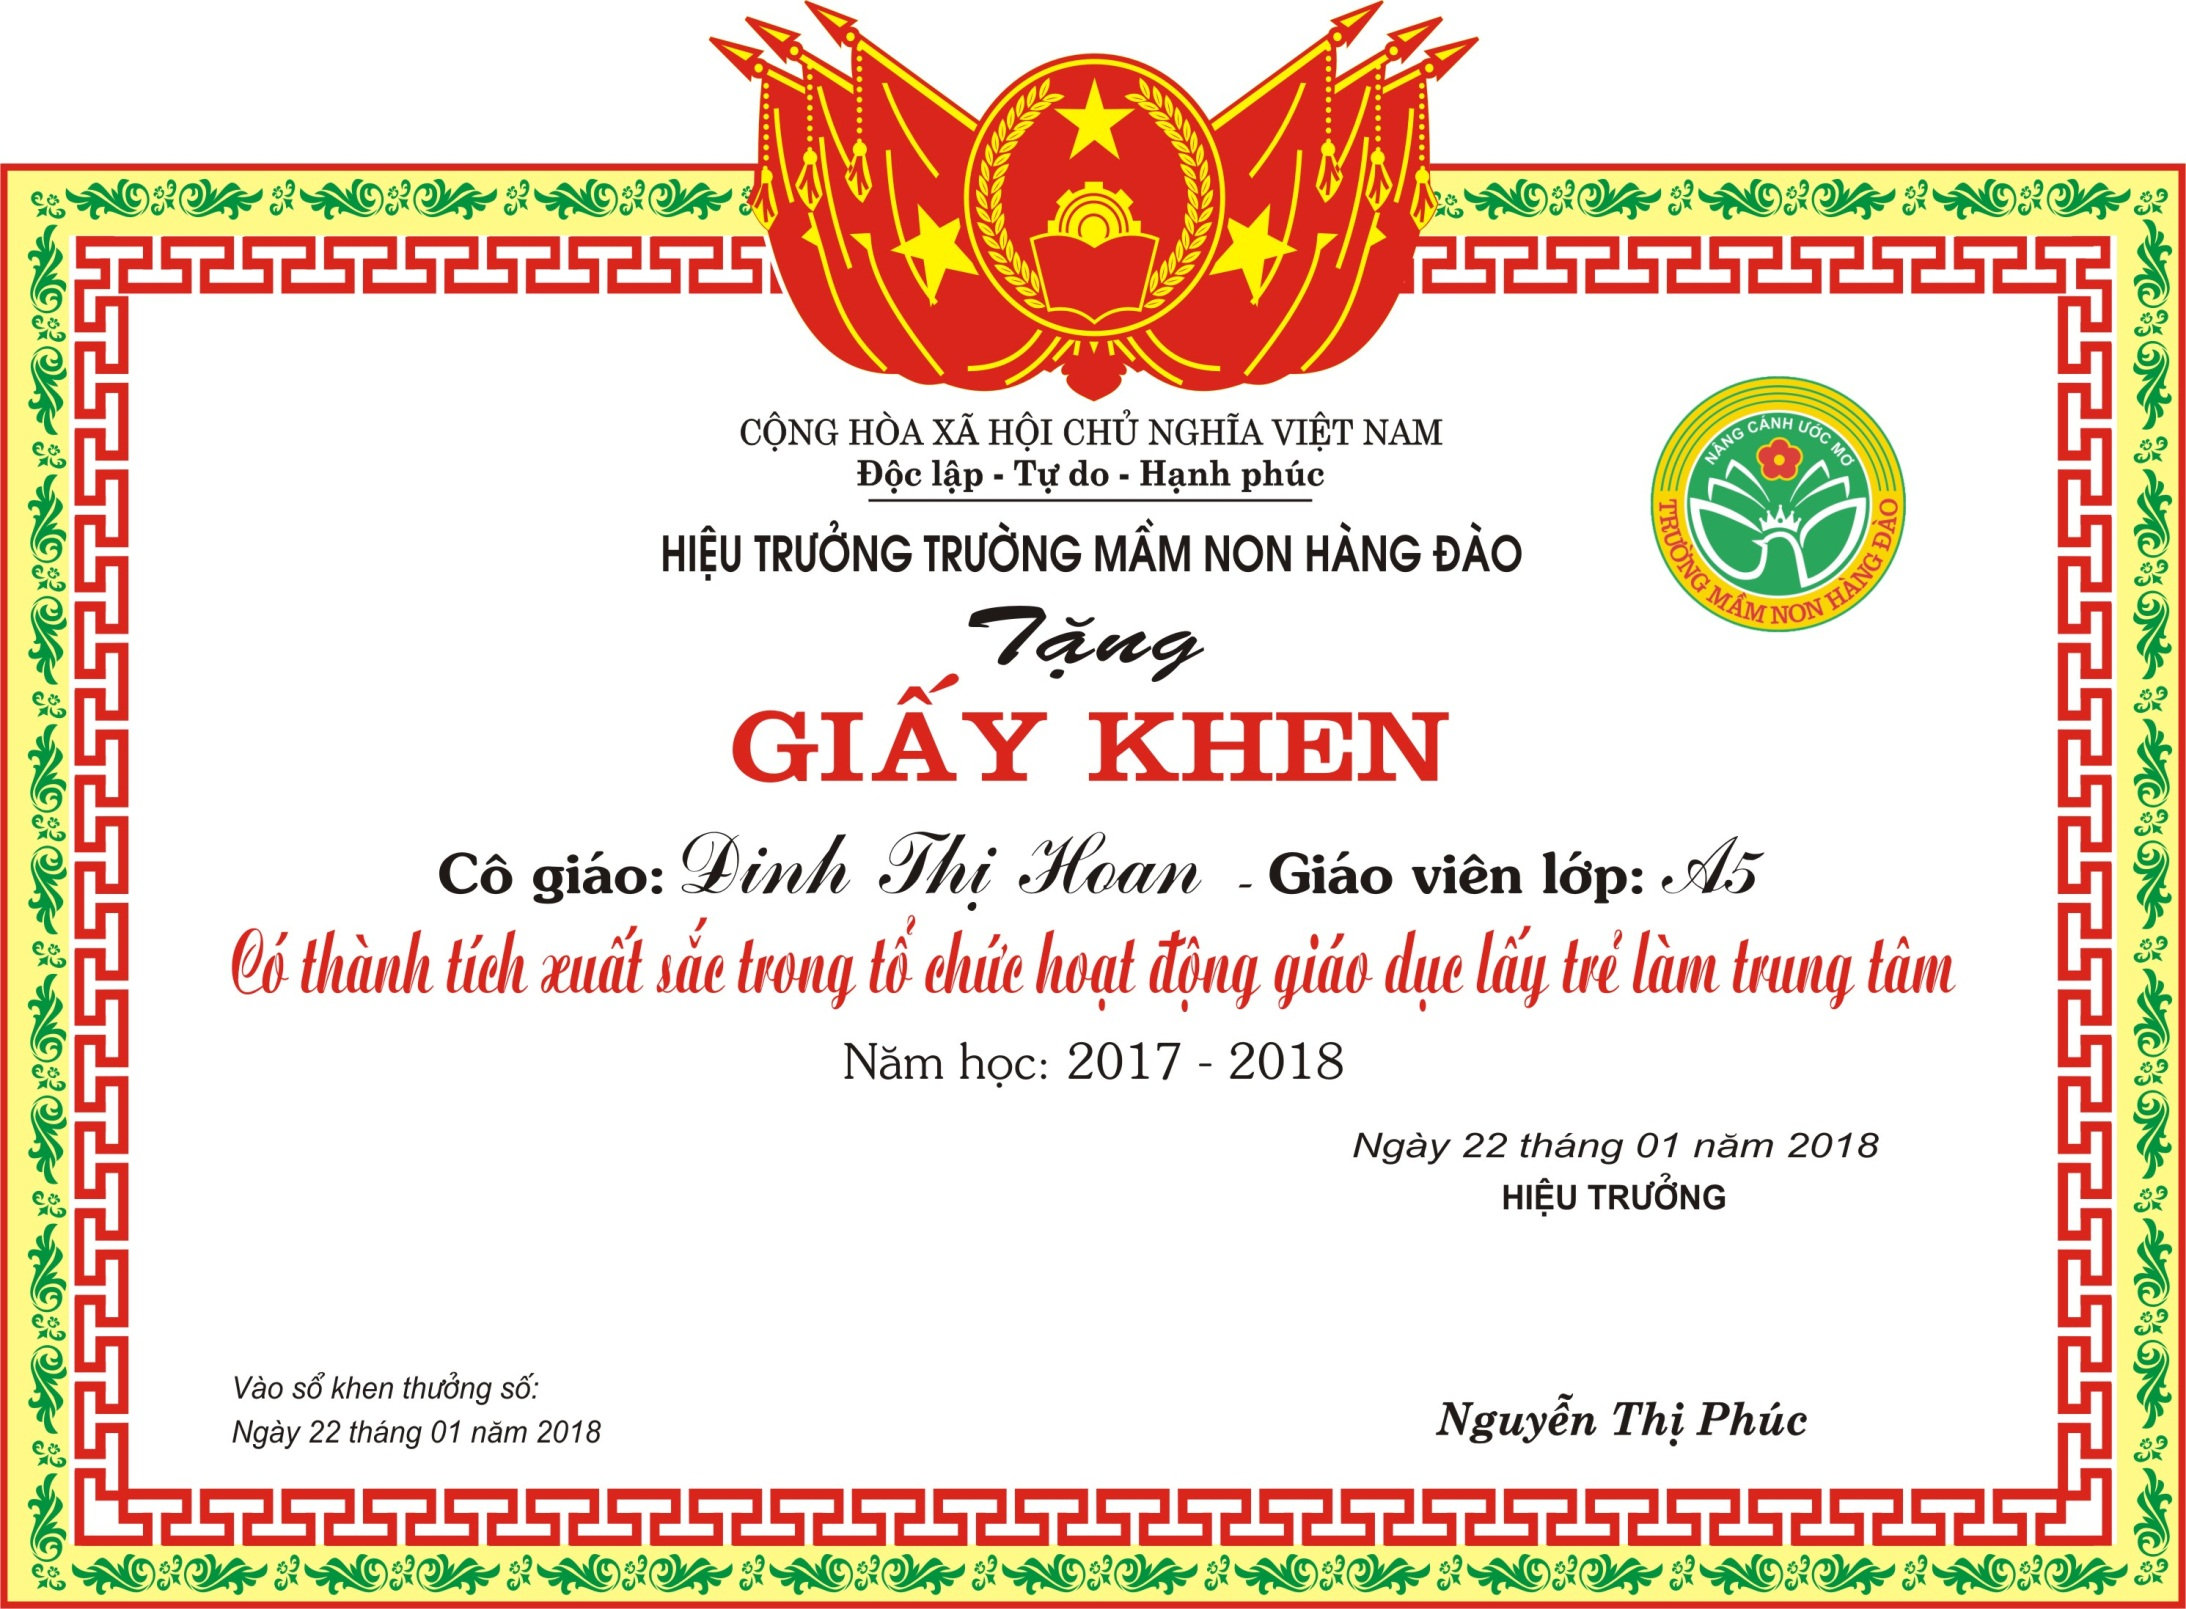 CỘNG HÒA XÃ HỘI CHỦ NGHĨA VIỆT NAM
Độc lập - Tự do - Hạnh phúc
NÂNG CÁNH ƯỚC MƠ
TRƯỜNG MẦM NON HÀNG ĐÀO
HIỆU TRƯỞNG TRƯỜNG MẦM NON HÀNG ĐÀO
Tặng
GIẤY KHEN
Cô giáo: Đinh Thị Hoan - Giáo viên lớp: A5
Có thành tích xuất sắc trong tổ chức hoạt động giáo dục lấy trẻ làm trung tâm
Năm học: 2017 - 2018
Ngày 22 tháng 01 năm 2018
HIỆU TRƯỞNG
Vào sổ khen thưởng số:
Ngày 22 tháng 01 năm 2018
Nguyễn Thị Phúc